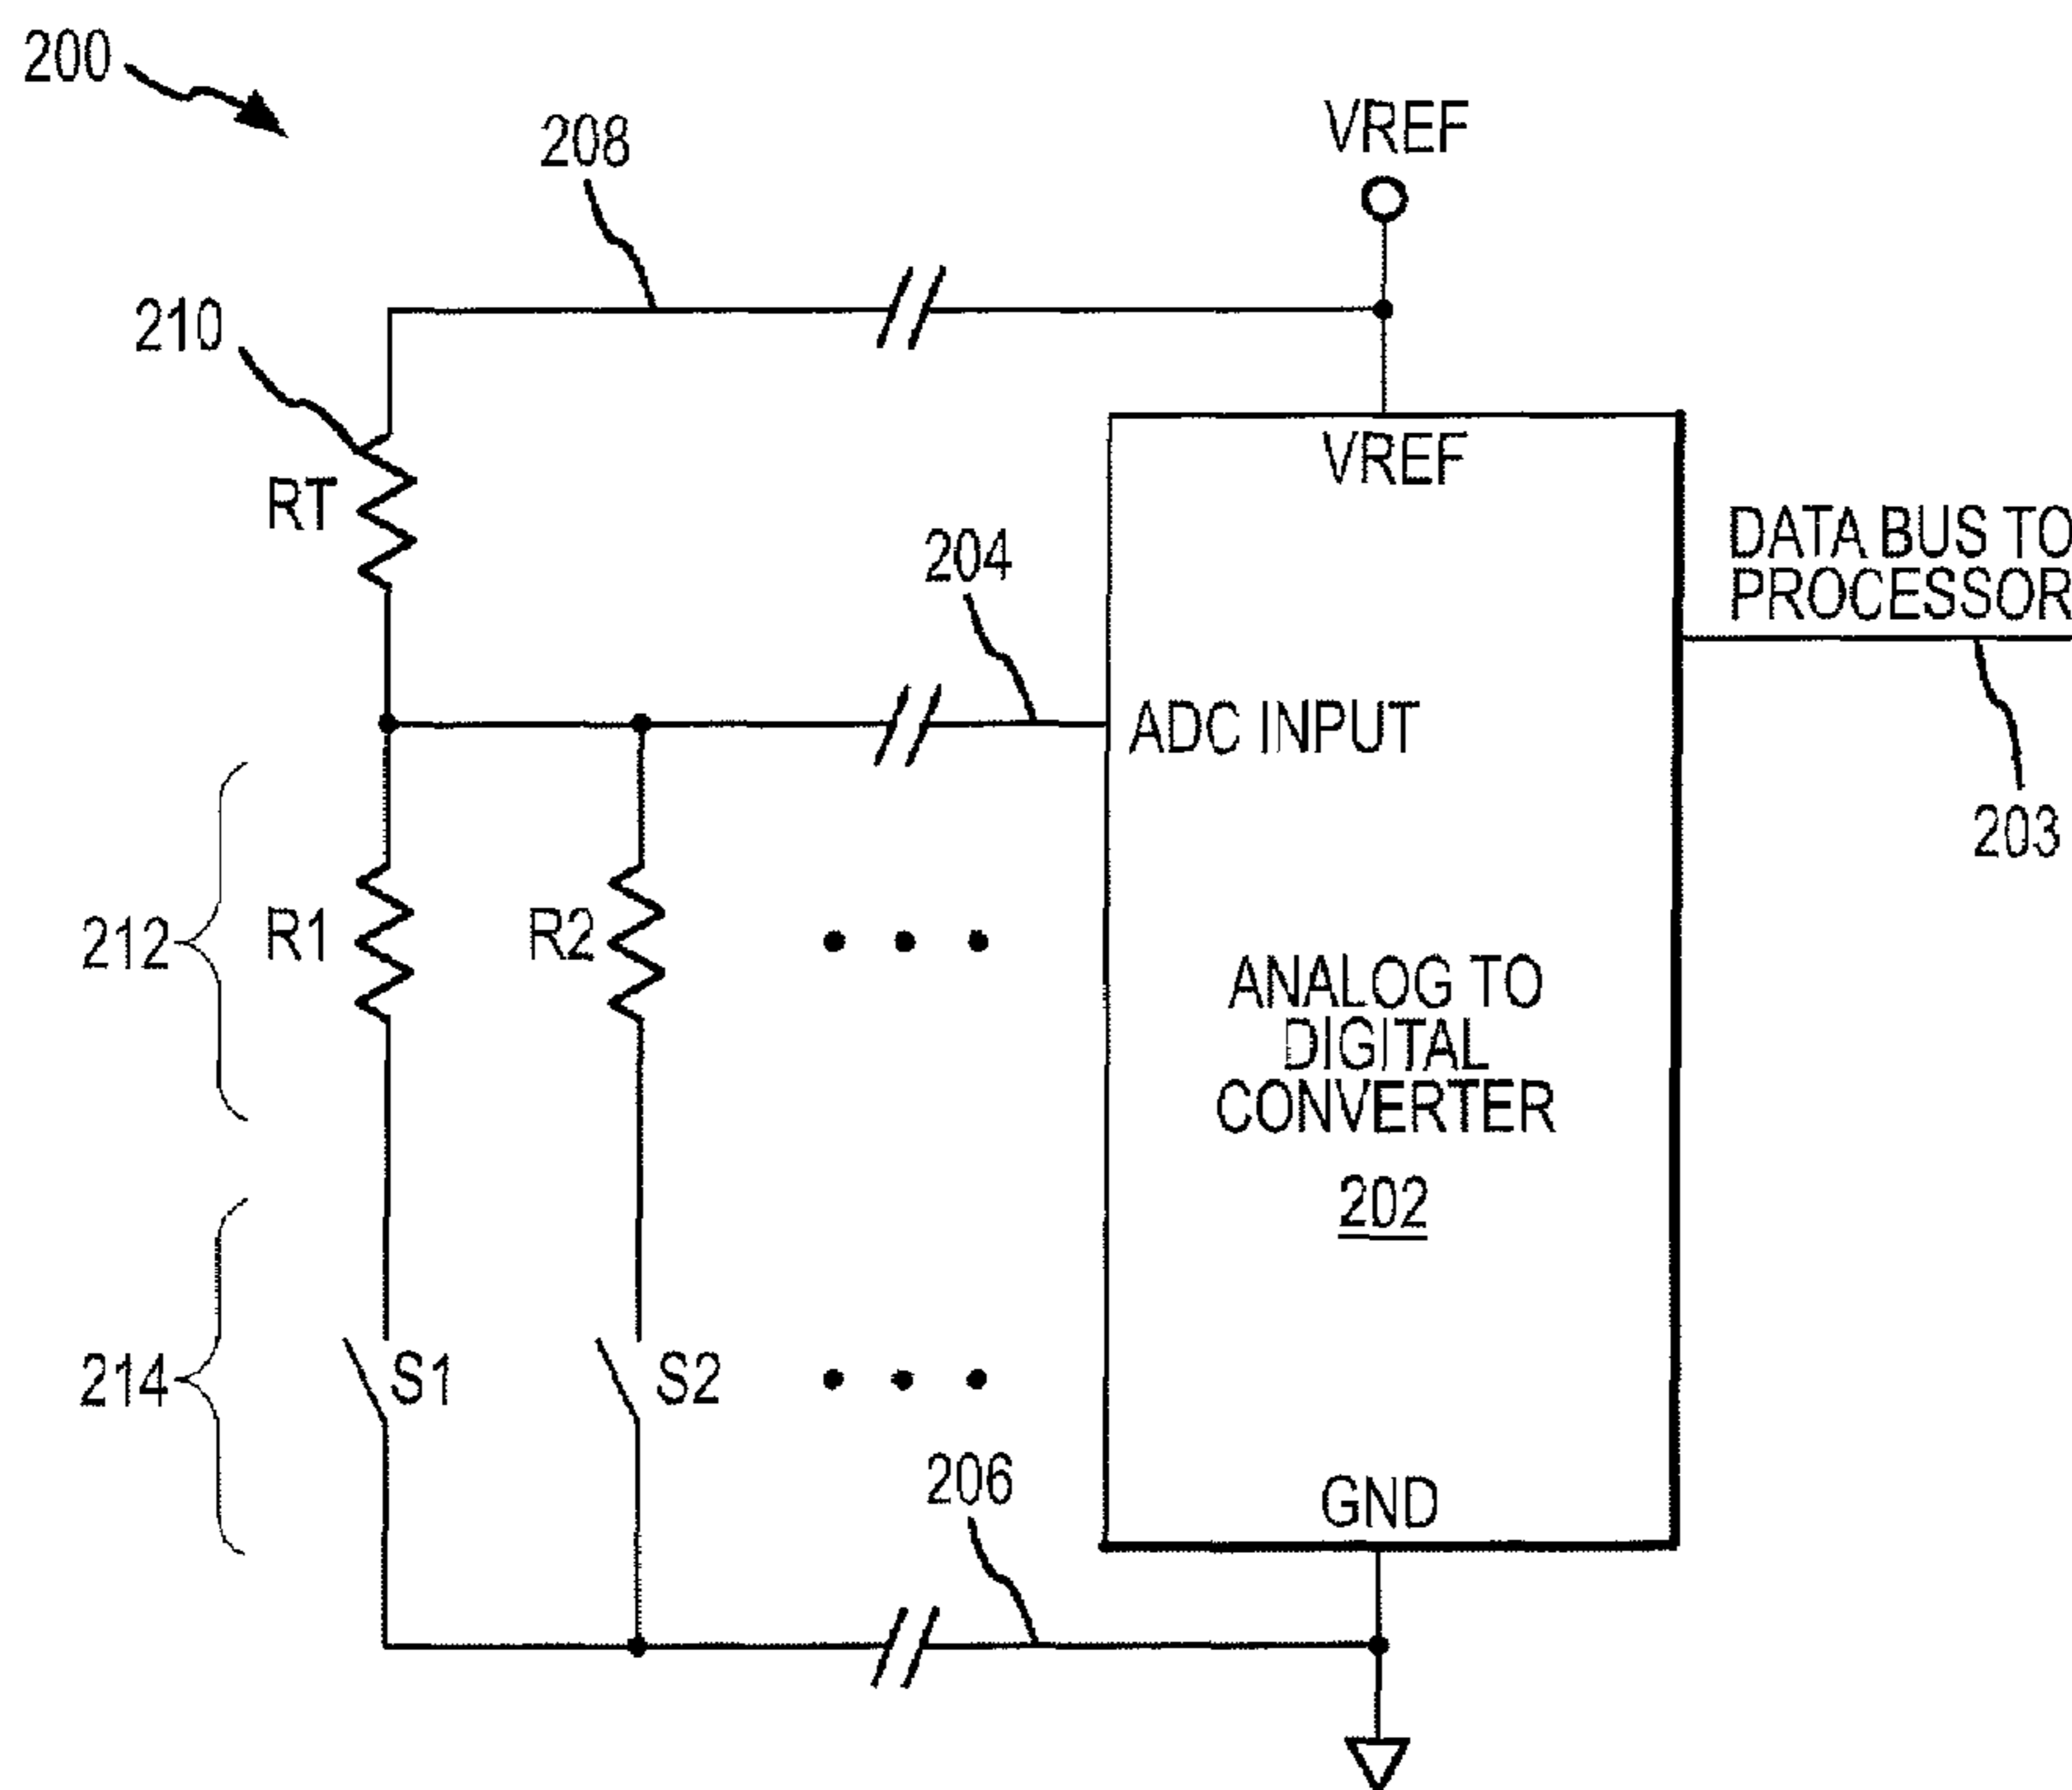 200
208
VREF
210
VREF
RT
204
DATA BUS TO
PROCESSOR
ADC INPUT
203
212
R1
R2
ANALOG TO
DIGITAL
CONVERTER
202
214
S1
S2
206
GND